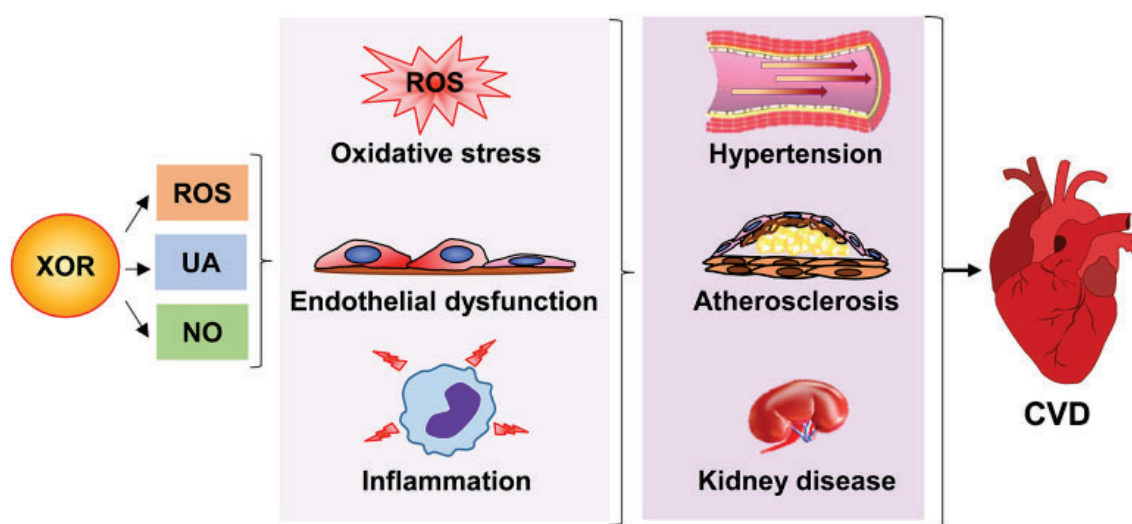 XOR
ROS
UA
NO
ROS
Oxidative stress
Endothelial dysfunction
Inflammation
Hypertension
Atherosclerosis
Kidney disease
CVD